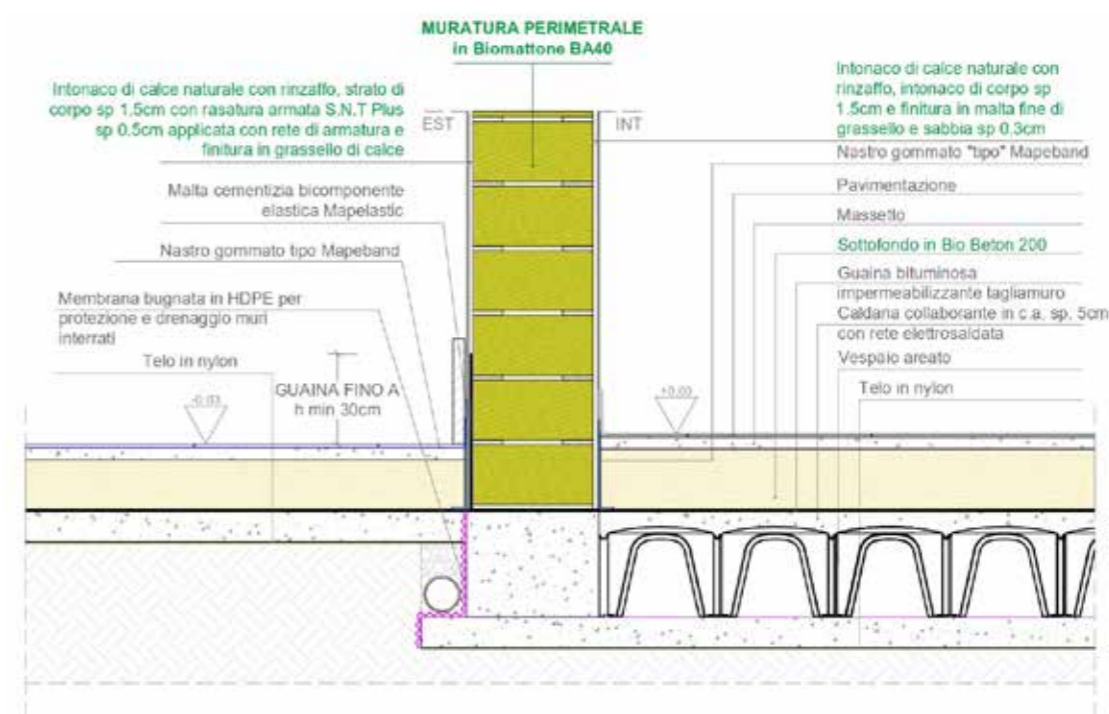 MURATURA PERIMETRALE
in Biomattone BA40
Intonaco di calce naturale con rinzaffo, strato di
corpo sp 1.5cm con rasatura armata S.N.T Plus
sp 0.5cm applicata con rete di armatura e
finitura in grassello di calce
EST
INT
Intonaco di calce naturale con
rinzaffo, intonaco di corpo sp
1.5cm e finitura in malta fine di
grassello e sabbia sp 0.3cm
Nastro gommato "tipo" Mapeband
Malta cementizia bicomponente
elastica Mapelastic
Pavimentazione
Massetto
Nastro gommato tipo Mapeband
Sottofondo in Bio Beton 200
Membrana bugnata in HDPE per
protezione e drenaggio muri
interrati
Guaina bituminosa
impermeabilizzante tagliamuro
Caldana collaborante in c.a. sp. 5cm
con rete elettrosaldata
Telo in nylon
Vespaio areato
GUAINA FINO A
h min 30cm
Telo in nylon
-0.03
+0.00